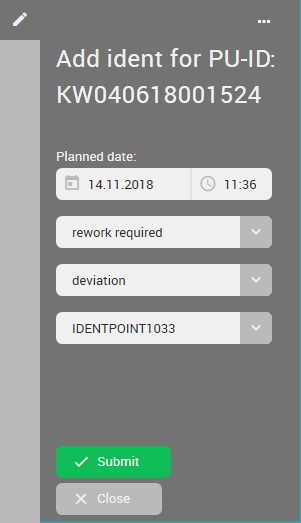 Add ident for PU-ID:
KW040618001524
Planned date:
14.11.2018 11:36
rework required
deviation
IDENTPOINT1033
Submit
Close